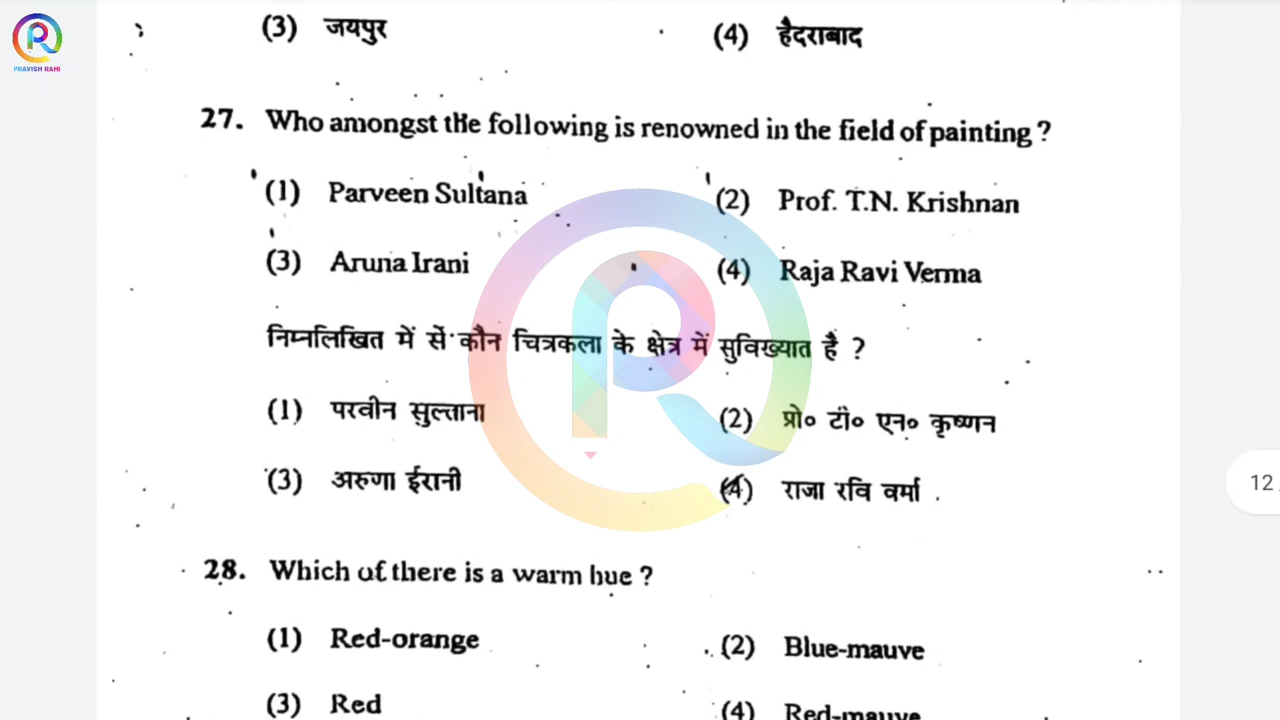 PRAVISH RAHI
(3) जयपुर (4) हैदराबाद
27. Who amongst the following is renowned in the field of painting ?
(1) Parveen Sultana (2) Prof. T.N. Krishnan
(3) Aruna Irani (4) Raja Ravi Verma
निम्नलिखित में से कौन चित्रकला के क्षेत्र में सुविख्यात है ?
(1) परवीन सुल्ताना (2) प्रो० टी० एन० कृष्णन
(3) अरुणा ईरानी (4) राजा रवि वर्मा .
12
28. Which of there is a warm hue ?
(1) Red-orange (2) Blue-mauve
(3) Red (4) Red-mauve